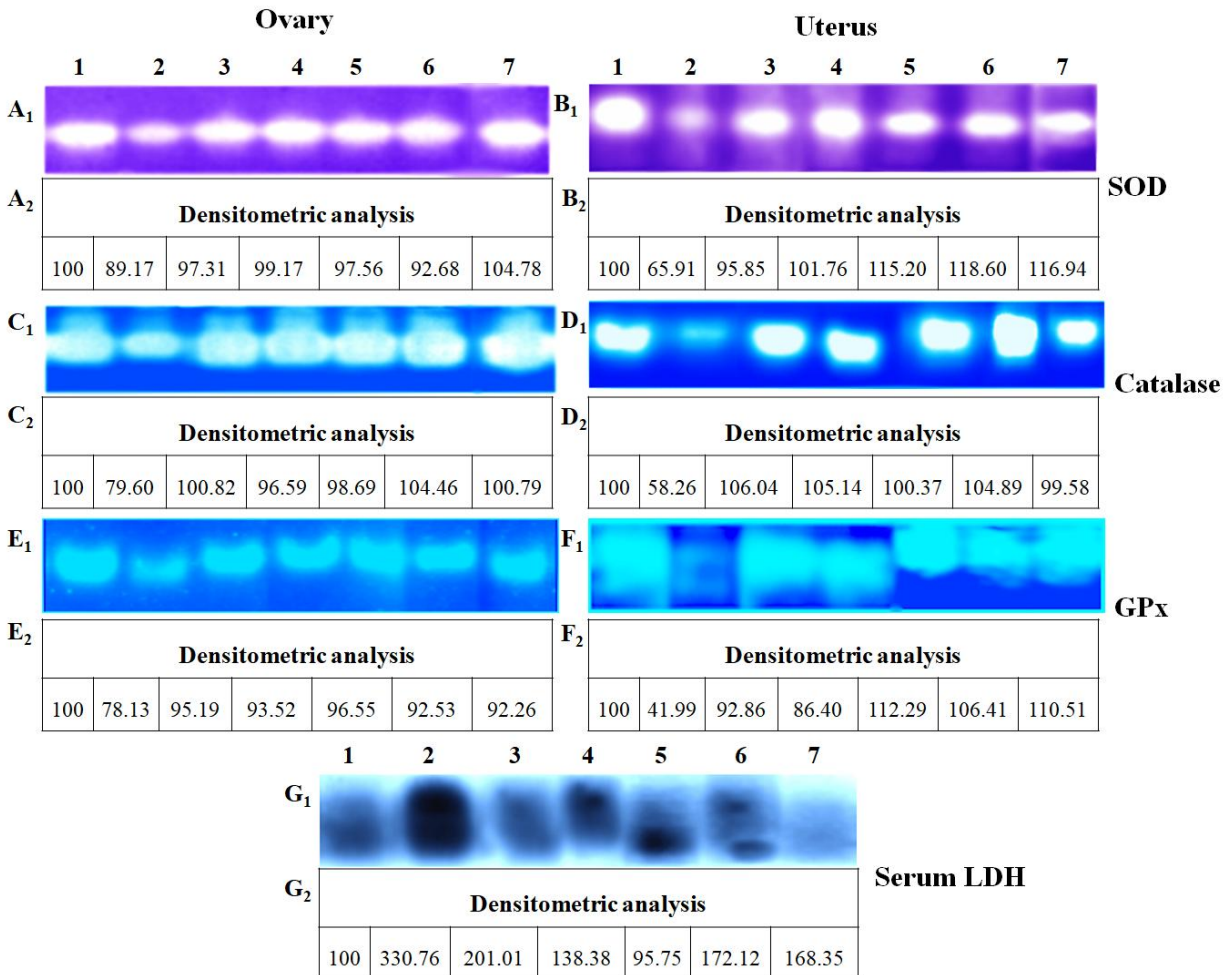 Ovary
Uterus
1 2 3 4 5 6 7
1 2 3 4 5 6 7
A1
B1
SOD
A2
Densitometric analysis
100 89.17 97.31 99.17 97.56 92.68 104.78
B2
Densitometric analysis
100 65.91 95.85 101.76 115.20 118.60 116.94
C1
D1
Catalase
C2
Densitometric analysis
100 79.60 100.82 96.59 98.69 104.46 100.79
D2
Densitometric analysis
100 58.26 106.04 105.14 100.37 104.89 99.58
E1
F1
GPx
E2
Densitometric analysis
100 78.13 95.19 93.52 96.55 92.53 92.26
F2
Densitometric analysis
100 41.99 92.86 86.40 112.29 106.41 110.51
1 2 3 4 5 6 7
G1
Serum LDH
G2
Densitometric analysis
100 330.76 201.01 138.38 95.75 172.12 168.35